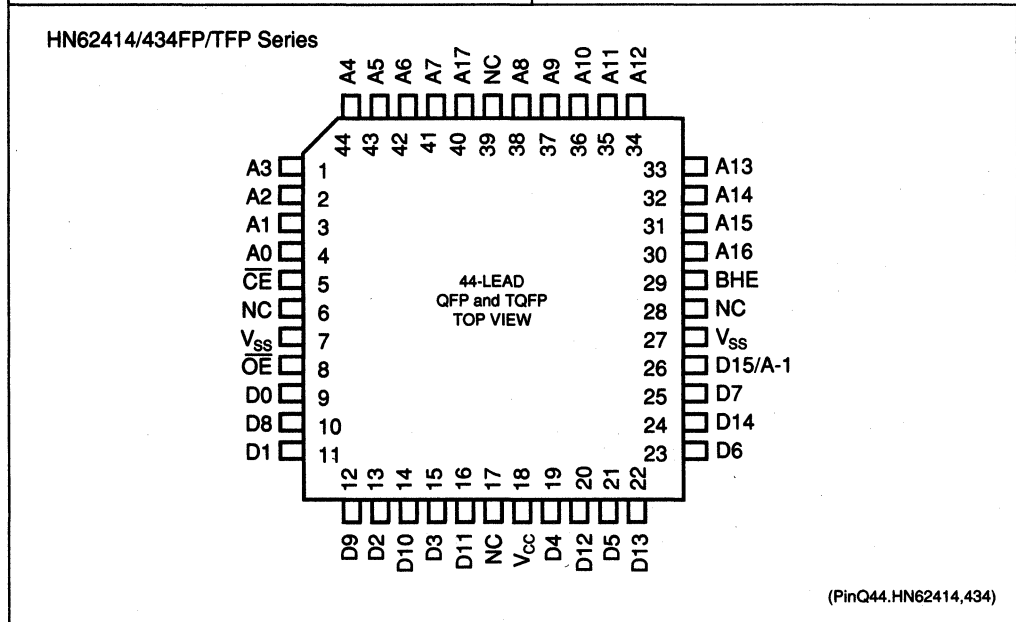 HN62414/434FP/TFP Series
A4 A5 A6 A7 A17 NC A8 A9 A10 A11 A12
44 43 42 41 40 39 38 37 36 35 34
A3 1 33 A13
A2 2 32 A14
A1 3 31 A15
A0 4 30 A16
C̅E̅ 5 29 BHE
NC 6 28 NC
VSS 7 27 VSS
O̅E̅ 8 26 D15/A-1
D0 9 25 D7
D8 10 24 D14
D1 11 23 D6
44-LEAD
QFP and TQFP
TOP VIEW
12 13 14 15 16 17 18 19 20 21 22
D9 D2 D10 D3 D11 NC VCC D4 D12 D5 D13
(PinQ44.HN62414,434)